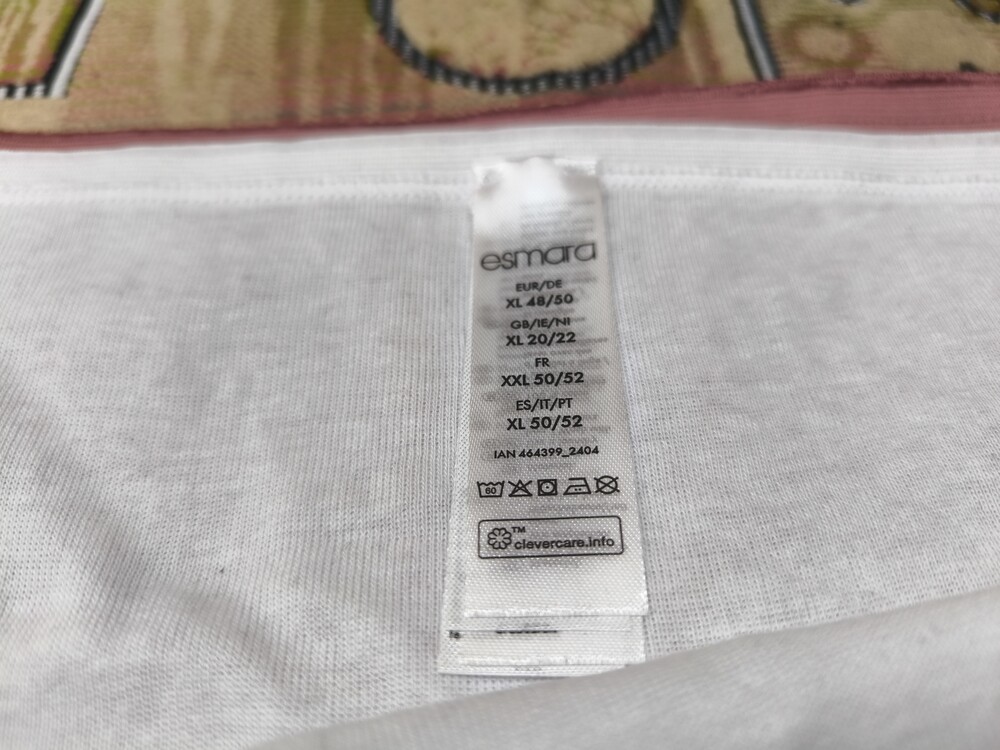 esmara
EUR/DE
XL 48/50
GB/IE/NI
XL 20/22
FR
XXL 50/52
ES/IT/PT
XL 50/52
IAN 464399_2404
60
™
clevercare.info